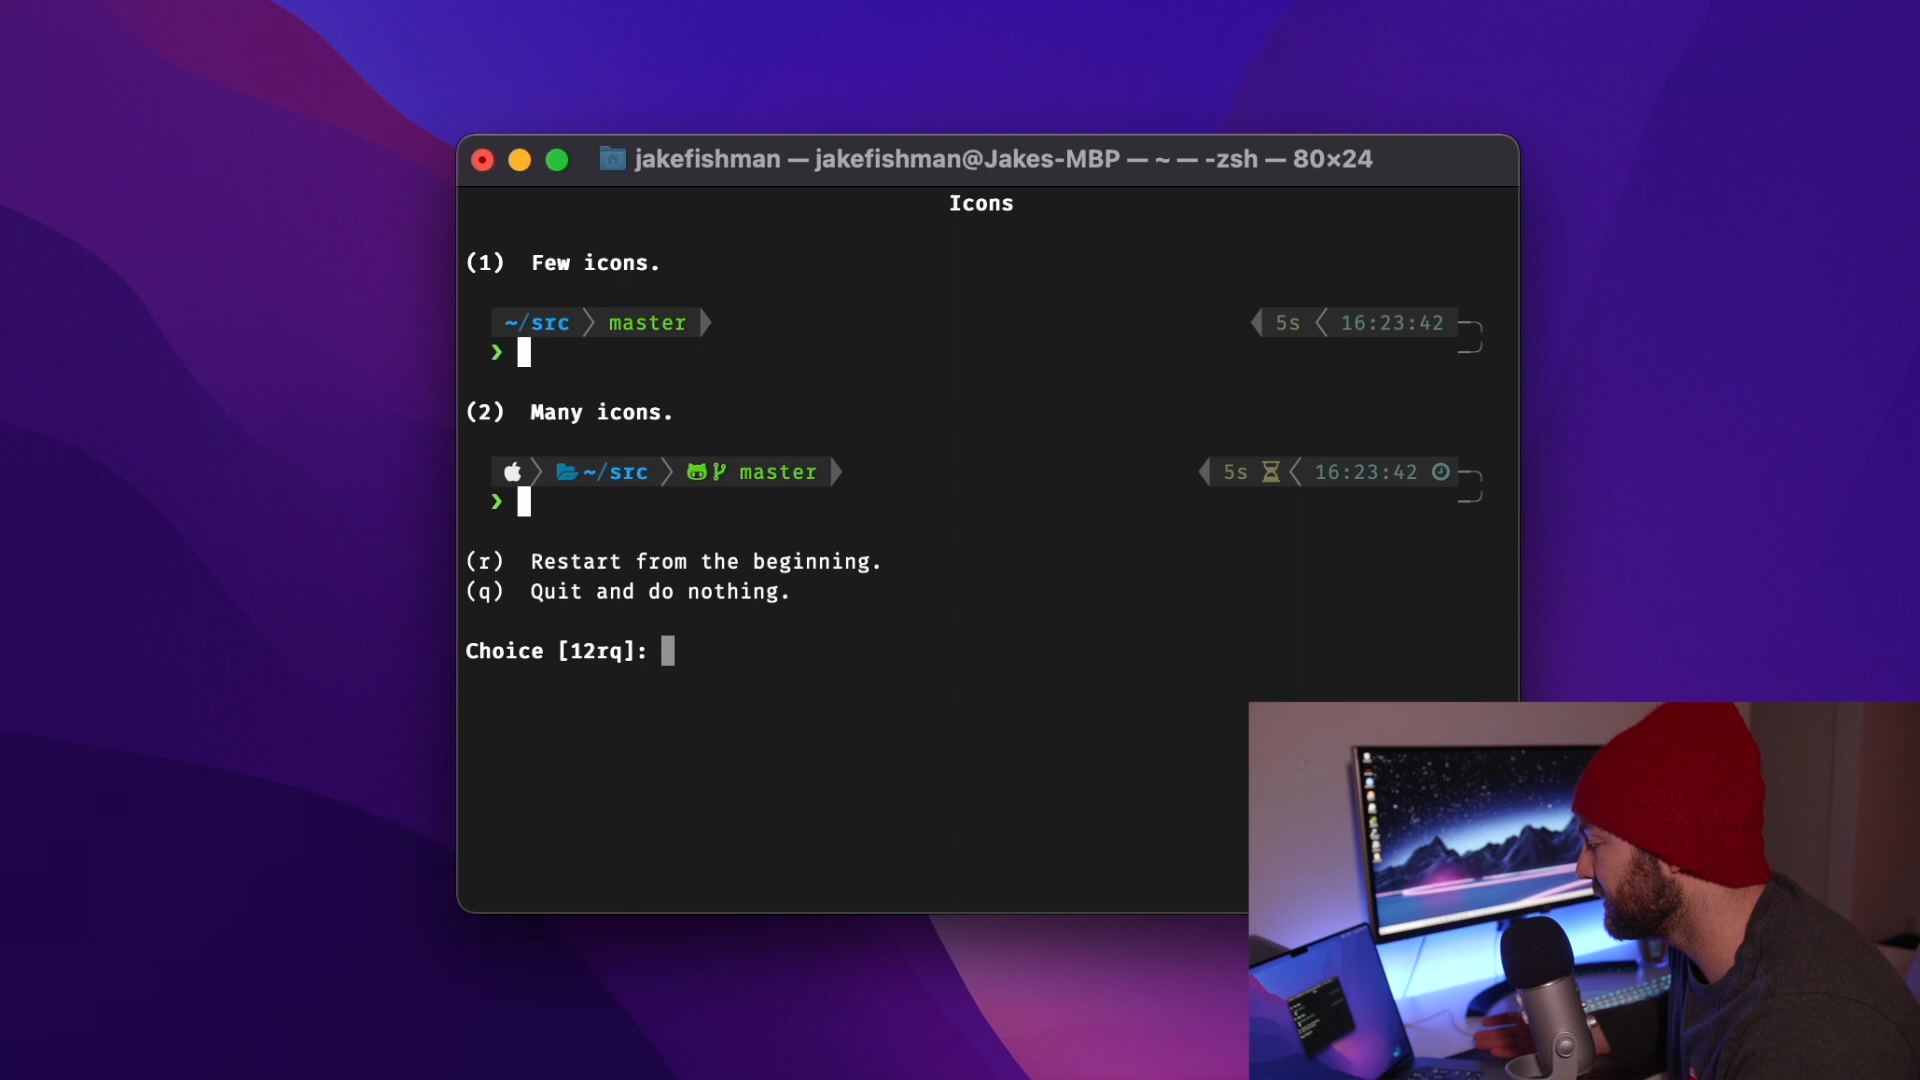 jakefishman — jakefishman@Jakes-MBP — ~ — -zsh — 80×24
Icons
(1) Few icons.
~/src master 5s 16:23:42
❯
(2) Many icons.
~/src master 5s 16:23:42
❯
(r) Restart from the beginning.
(q) Quit and do nothing.
Choice [12rq]: